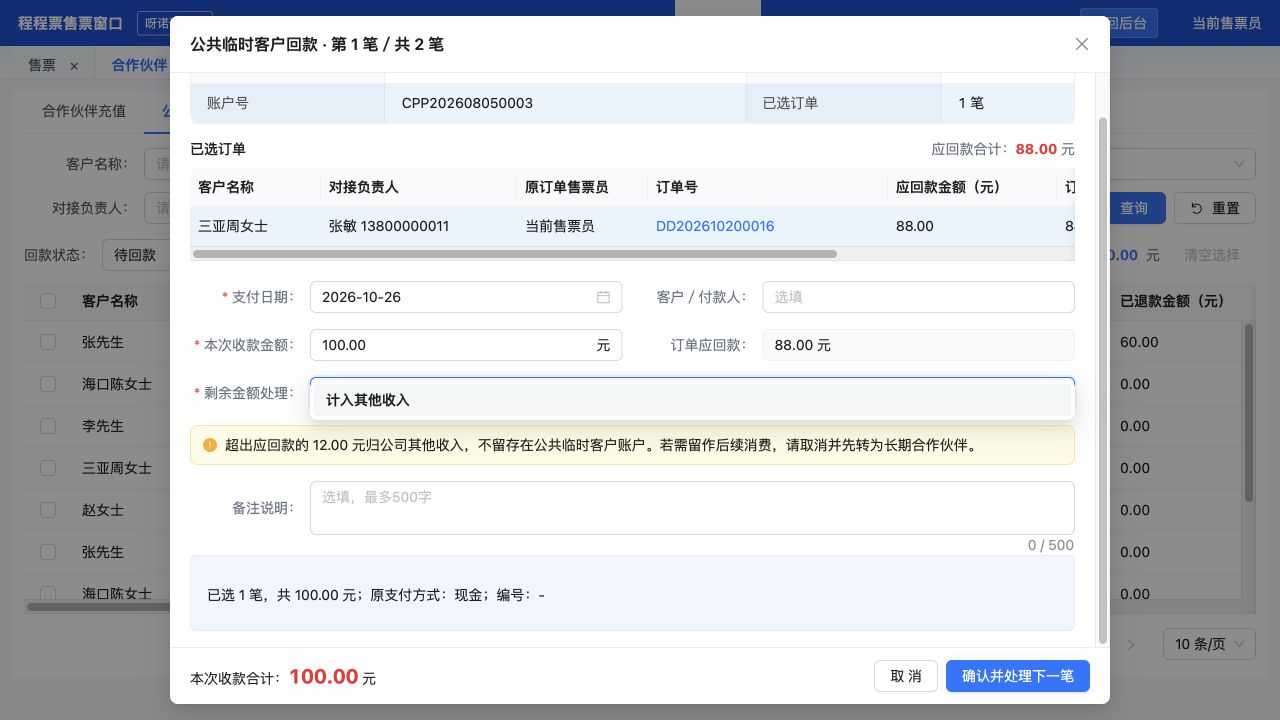 程程票售票窗口
呀诺
回后台
当前售票员
售票 ×
合作伙伴
合作伙伴充值
客户名称：
对接负责人：
查询
重置
回款状态：
待回款
0.00 元
清空选择
客户名称
已退款金额（元）
张先生
60.00
海口陈女士
0.00
李先生
0.00
三亚周女士
0.00
赵女士
0.00
张先生
0.00
海口陈女士
0.00
10 条/页
公共临时客户回款 · 第 1 笔 / 共 2 笔
账户号
CPP202608050003
已选订单
1 笔
已选订单
应回款合计：88.00 元
客户名称
对接负责人
原订单售票员
订单号
应回款金额（元）
三亚周女士
张敏 13800000011
当前售票员
DD202610200016
88.00
* 支付日期：
2026-10-26
客户 / 付款人：
选填
* 本次收款金额：
100.00 元
订单应回款：
88.00 元
* 剩余金额处理：
计入其他收入
超出应回款的 12.00 元归公司其他收入，不留存在公共临时客户账户。若需留作后续消费，请取消并先转为长期合作伙伴。
备注说明：
选填，最多500字
0 / 500
已选 1 笔，共 100.00 元；原支付方式：现金；编号：-
本次收款合计：100.00 元
取 消
确认并处理下一笔